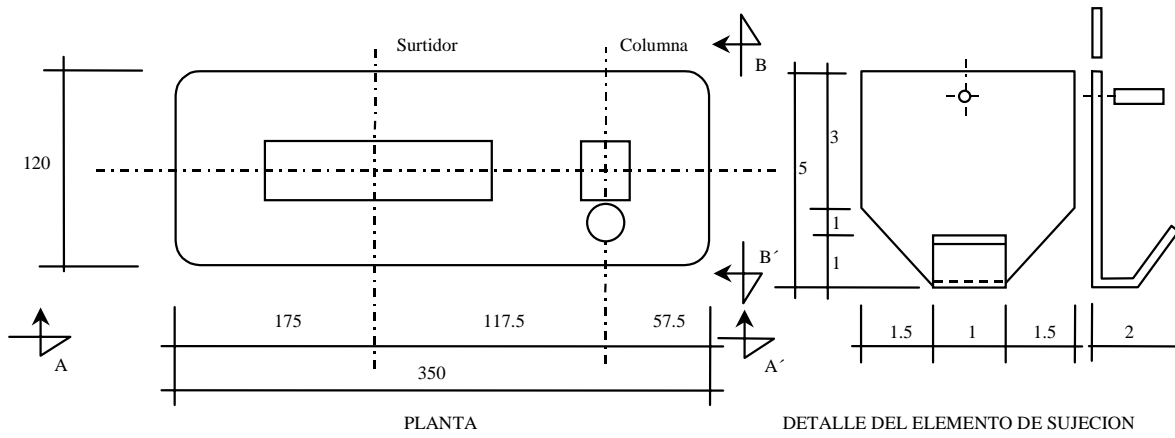 Surtidor
Columna
B
120
3
5
1
1
B´
175
117.5
57.5
1.5
1
1.5
2
A
A´
350
PLANTA
DETALLE DEL ELEMENTO DE SUJECION